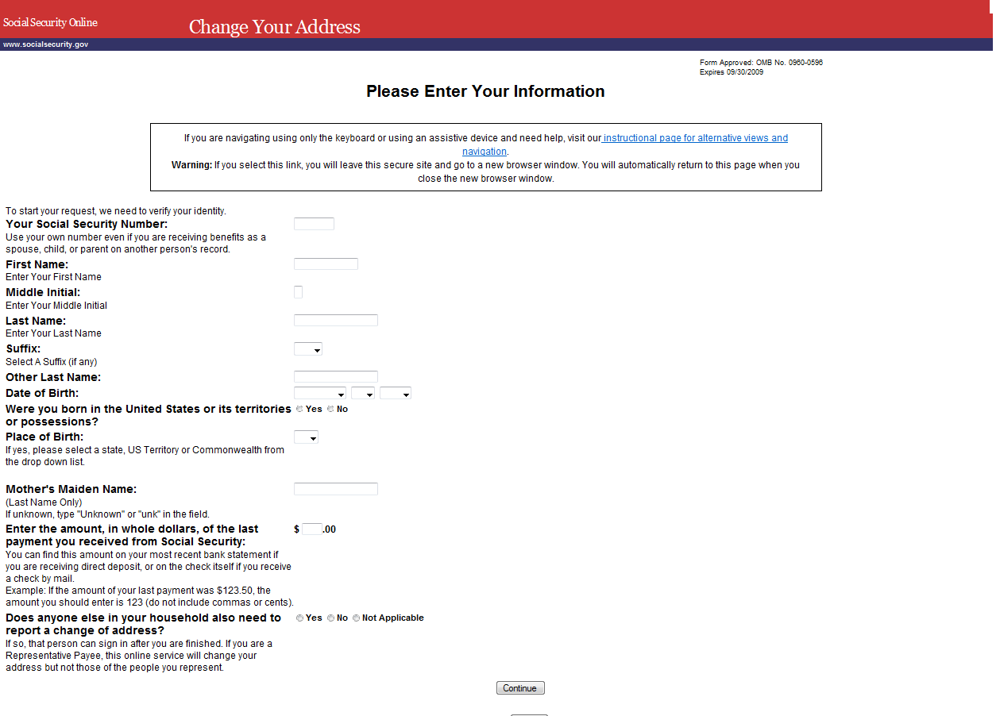 Social Security Online
Change Your Address
www.socialsecurity.gov
Form Approved: OMB No. 0960-0596
Expires 09/30/2009
Please Enter Your Information
If you are navigating using only the keyboard or using an assistive device and need help, visit our instructional page for alternative views and
navigation.
Warning: If you select this link, you will leave this secure site and go to a new browser window. You will automatically return to this page when you
close the new browser window.
To start your request, we need to verify your identity.
Your Social Security Number:
Use your own number even if you are receiving benefits as a
spouse, child, or parent on another person's record.
First Name:
Enter Your First Name
Middle Initial:
Enter Your Middle Initial
Last Name:
Enter Your Last Name
Suffix:
Select A Suffix (if any)
Other Last Name:
Date of Birth:
Were you born in the United States or its territories Yes No
or possessions?
Place of Birth:
If yes, please select a state, US Territory or Commonwealth from
the drop down list.
Mother's Maiden Name:
(Last Name Only)
If unknown, type "Unknown" or "unk" in the field.
Enter the amount, in whole dollars, of the last $ .00
payment you received from Social Security:
You can find this amount on your most recent bank statement if
you are receiving direct deposit, or on the check itself if you receive
a check by mail.
Example: If the amount of your last payment was $123.50, the
amount you should enter is 123 (do not include commas or cents).
Does anyone else in your household also need to Yes No Not Applicable
report a change of address?
If so, that person can sign in after you are finished. If you are a
Representative Payee, this online service will change your
address but not those of the people you represent.
Continue